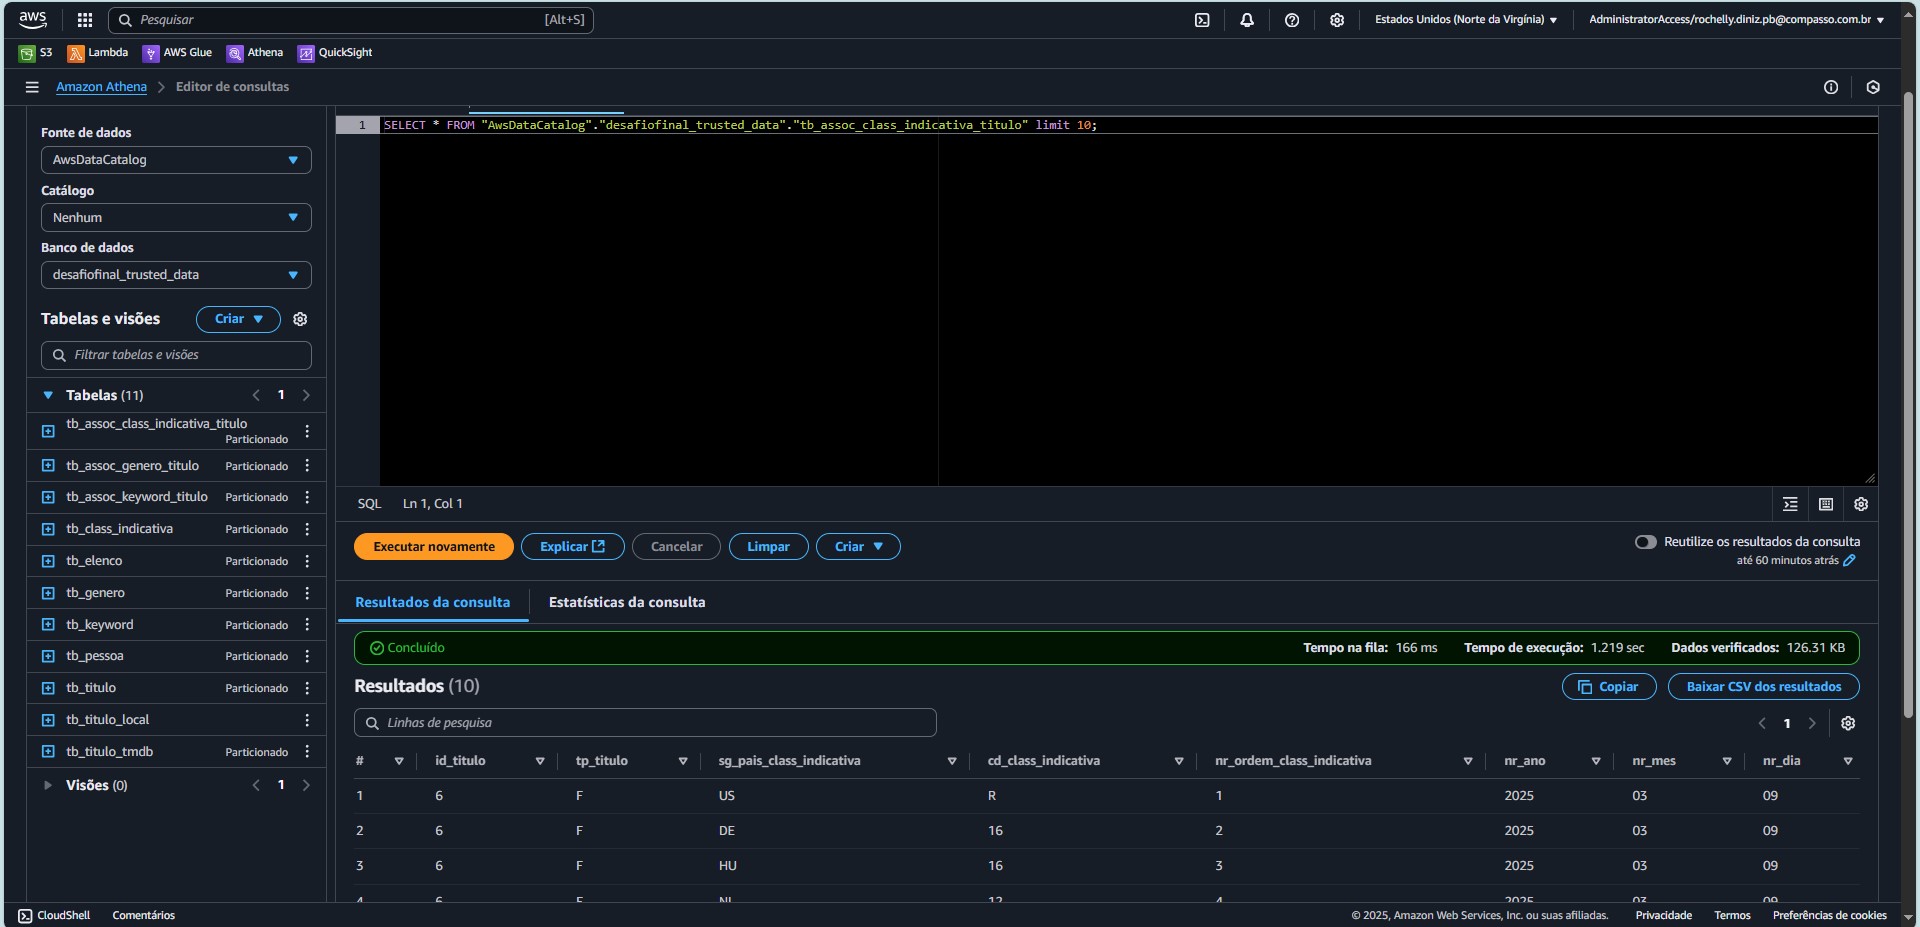 aws
Pesquisar [Alt+S] Estados Unidos (Norte da Virgínia) AdministratorAccess/rochelly.diniz.pb@compasso.com.br
S3 Lambda AWS Glue Athena QuickSight
Amazon Athena Editor de consultas
Fonte de dados
AwsDataCatalog
Catálogo
Nenhum
Banco de dados
desafiofinal_trusted_data
Tabelas e visões Criar
Filtrar tabelas e visões
Tabelas (11) 1
tb_assoc_class_indicativa_titulo
Particionado
tb_assoc_genero_titulo Particionado
tb_assoc_keyword_titulo Particionado
tb_class_indicativa Particionado
tb_elenco Particionado
tb_genero Particionado
tb_keyword Particionado
tb_pessoa Particionado
tb_titulo Particionado
tb_titulo_local
tb_titulo_tmdb Particionado
Visões (0) 1
1 SELECT * FROM "AwsDataCatalog"."desafiofinal_trusted_data"."tb_assoc_class_indicativa_titulo" limit 10;
SQL Ln 1, Col 1
Executar novamente Explicar Cancelar Limpar Criar
Reutilize os resultados da consulta
até 60 minutos atrás
Resultados da consulta Estatísticas da consulta
Concluído Tempo na fila: 166 ms Tempo de execução: 1.219 sec Dados verificados: 126.31 KB
Resultados (10) Copiar Baixar CSV dos resultados
Linhas de pesquisa 1
# id_titulo tp_titulo sg_pais_class_indicativa cd_class_indicativa nr_ordem_class_indicativa nr_ano nr_mes nr_dia
1 6 F US R 1 2025 03 09
2 6 F DE 16 2 2025 03 09
3 6 F HU 16 3 2025 03 09
4 6 F NL 12 4 2025 03 09
CloudShell Comentários © 2025, Amazon Web Services, Inc. ou suas afiliadas. Privacidade Termos Preferências de cookies